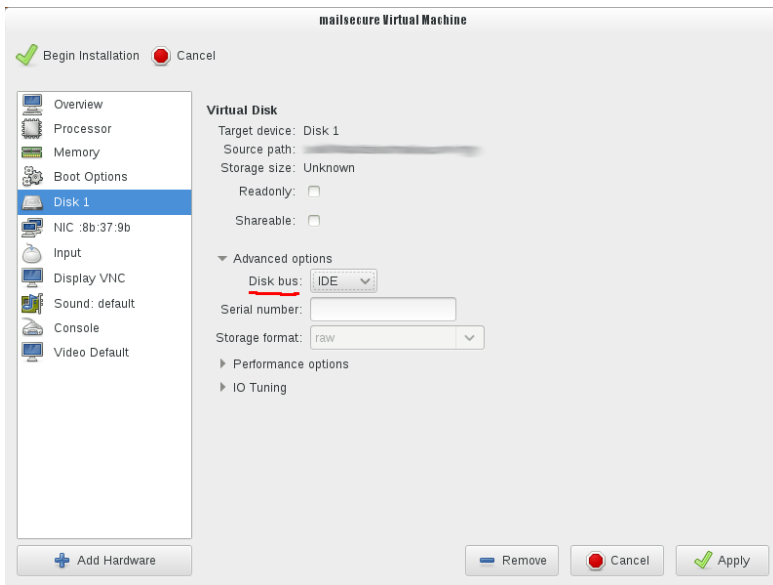 mailsecure Virtual Machine
Begin Installation Cancel
Overview
Processor
Memory
Boot Options
Disk 1
NIC :8b:37:9b
Input
Display VNC
Sound: default
Console
Video Default
Add Hardware
Virtual Disk
Target device: Disk 1
Source path:
Storage size: Unknown
Readonly:
Shareable:
Advanced options
Disk bus: IDE
Serial number:
Storage format: raw
Performance options
IO Tuning
Remove Cancel Apply